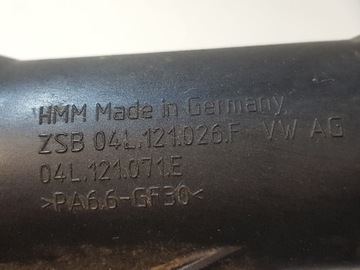 HMM Made in Germany
ZSB 04L.121.026.F VW AG
04L.121.071.E
>PA6.6-GF30<